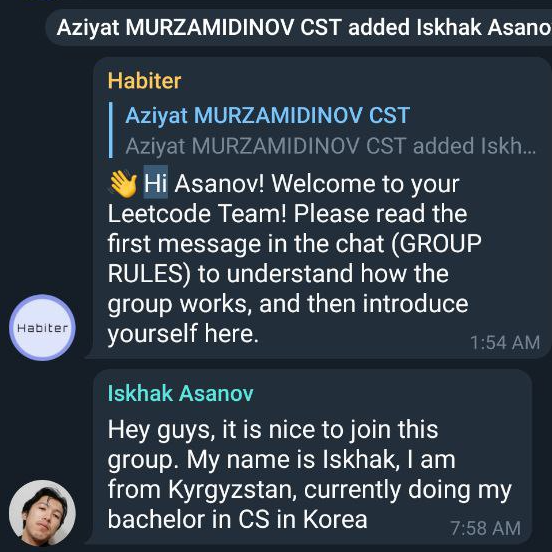 Aziyat MURZAMIDINOV CST added Iskhak Asano
Habiter
Aziyat MURZAMIDINOV CST
Aziyat MURZAMIDINOV CST added Iskh...
👋 Hi Asanov! Welcome to your
Leetcode Team! Please read the
first message in the chat (GROUP
RULES) to understand how the
group works, and then introduce
yourself here.
1:54 AM
Habiter
Iskhak Asanov
Hey guys, it is nice to join this
group. My name is Iskhak, I am
from Kyrgyzstan, currently doing my
bachelor in CS in Korea
7:58 AM